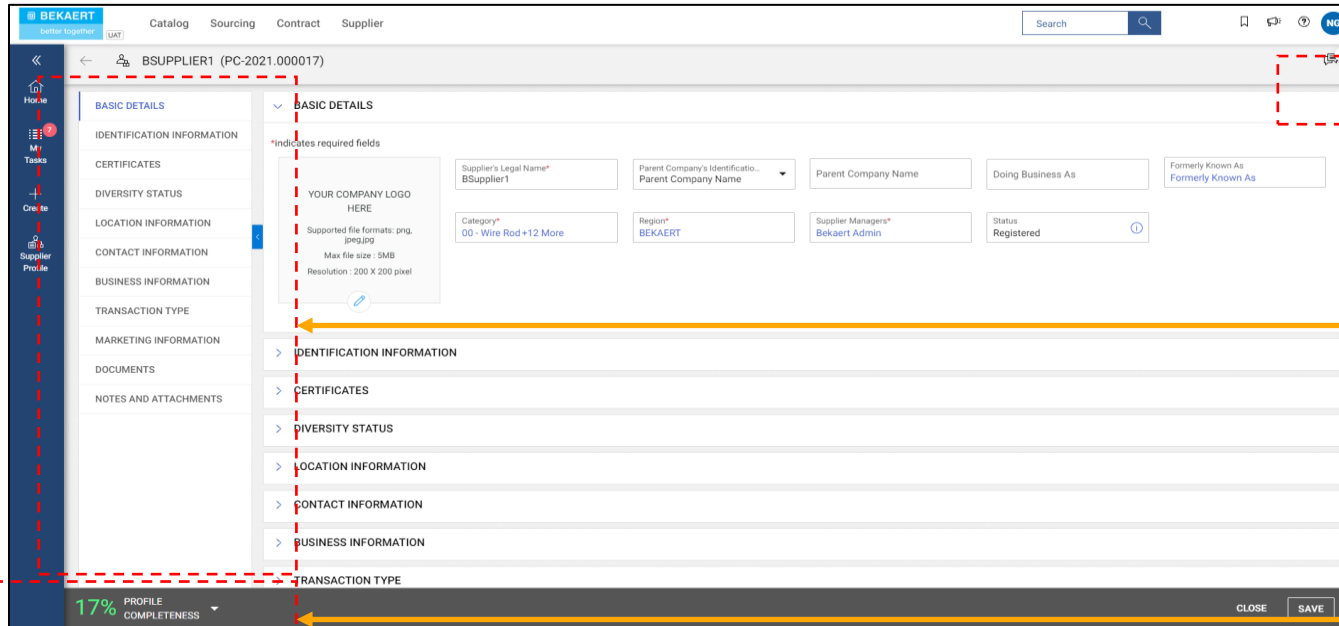 BEKAERT
better together
UAT
Catalog Sourcing Contract Supplier
Search
NG
BSUPPLIER1 (PC-2021.000017)
Home
7
My
Tasks
Create
Supplier
Profile
BASIC DETAILS
IDENTIFICATION INFORMATION
CERTIFICATES
DIVERSITY STATUS
LOCATION INFORMATION
CONTACT INFORMATION
BUSINESS INFORMATION
TRANSACTION TYPE
MARKETING INFORMATION
DOCUMENTS
NOTES AND ATTACHMENTS
BASIC DETAILS
*indicates required fields
YOUR COMPANY LOGO
HERE
Supported file formats: png,
jpeg,jpg
Max file size : 5MB
Resolution : 200 X 200 pixel
Supplier's Legal Name*
BSupplier1
Parent Company's Identificatio...
Parent Company Name
Parent Company Name
Doing Business As
Formerly Known As
Formerly Known As
Category*
00 - Wire Rod +12 More
Region*
BEKAERT
Supplier Managers*
Bekaert Admin
Status
Registered
IDENTIFICATION INFORMATION
CERTIFICATES
DIVERSITY STATUS
LOCATION INFORMATION
CONTACT INFORMATION
BUSINESS INFORMATION
TRANSACTION TYPE
17% PROFILE
COMPLETENESS
CLOSE SAVE